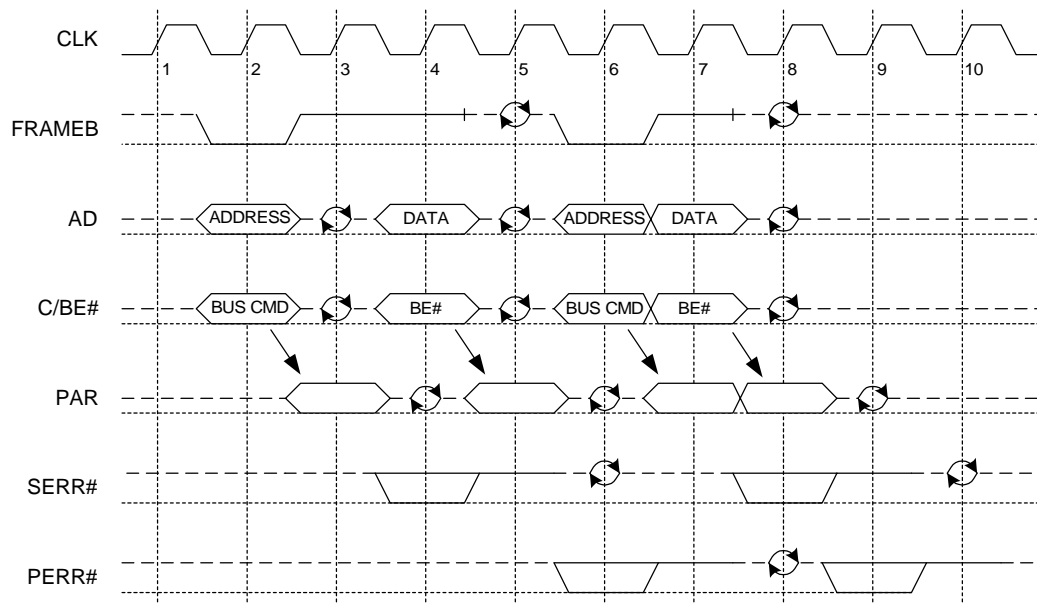 CLK
1 2 3 4 5 6 7 8 9 10
FRAMEB
AD
ADDRESS DATA ADDRESS DATA
C/BE#
BUS CMD BE# BUS CMD BE#
PAR
SERR#
PERR#